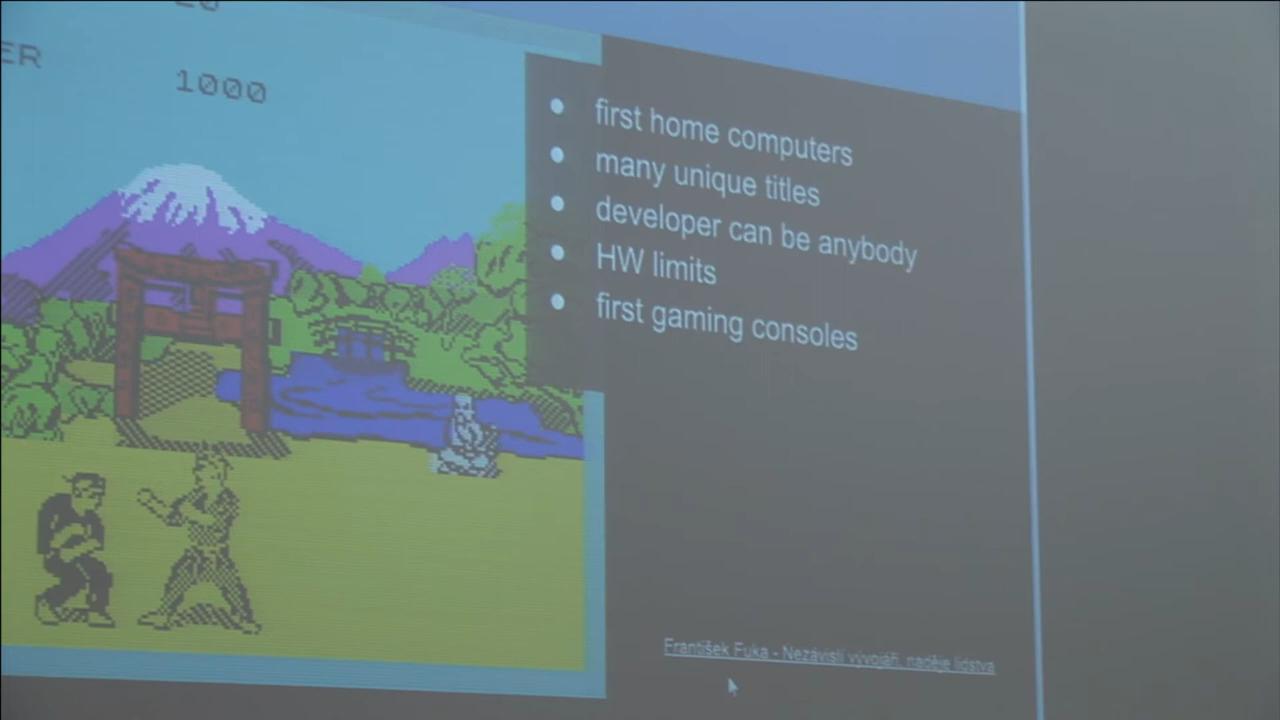 ER
1000
● first home computers
● many unique titles
● developer can be anybody
● HW limits
● first gaming consoles
František Fuka - Nezávislí vývojáři, naděje lidstva